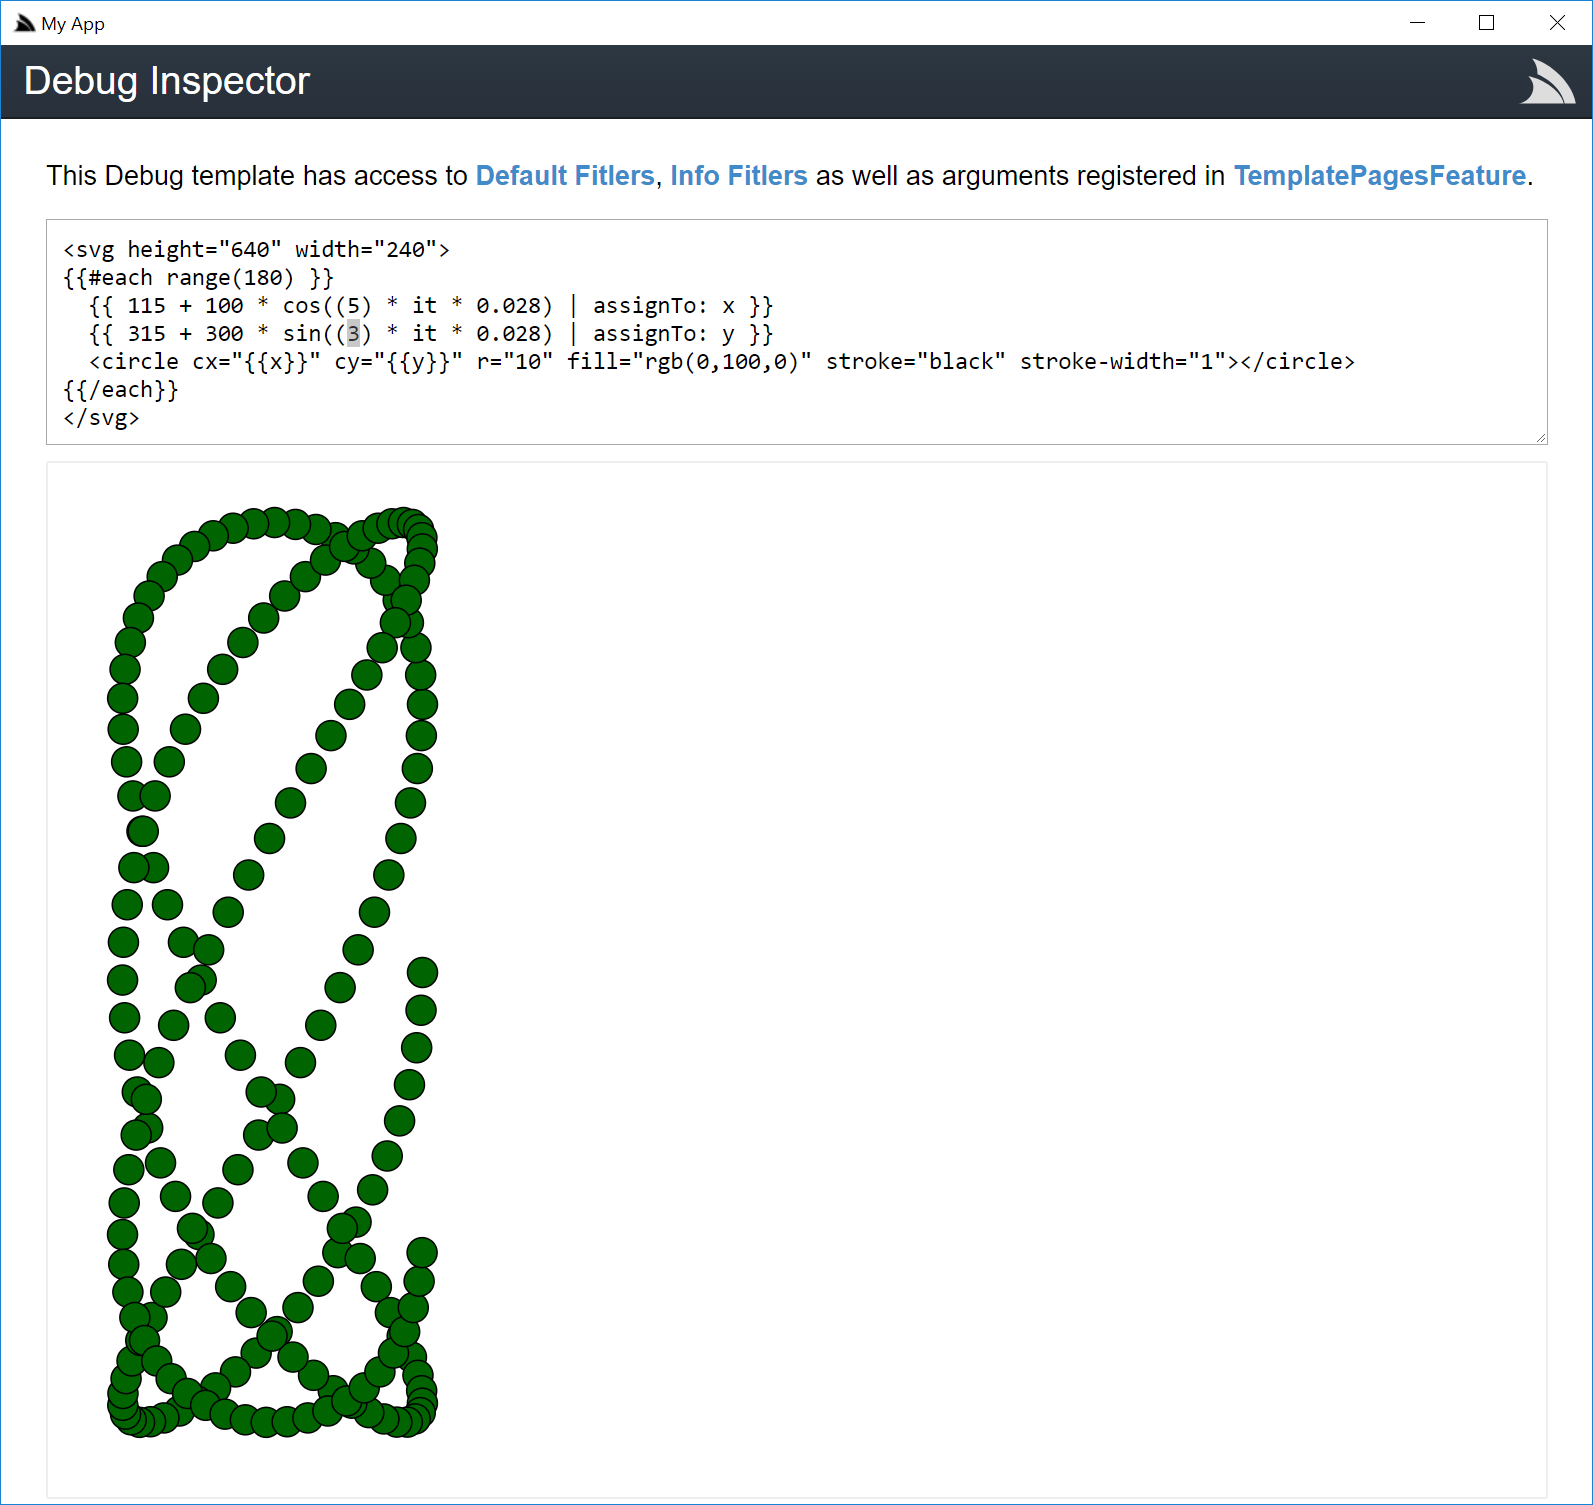 My App
Debug Inspector
This Debug template has access to Default Fitlers, Info Fitlers as well as arguments registered in TemplatePagesFeature.
<svg height="640" width="240">
{{#each range(180) }}
  {{ 115 + 100 * cos((5) * it * 0.028) | assignTo: x }}
  {{ 315 + 300 * sin((3) * it * 0.028) | assignTo: y }}
  <circle cx="{{x}}" cy="{{y}}" r="10" fill="rgb(0,100,0)" stroke="black" stroke-width="1"></circle>
{{/each}}
</svg>